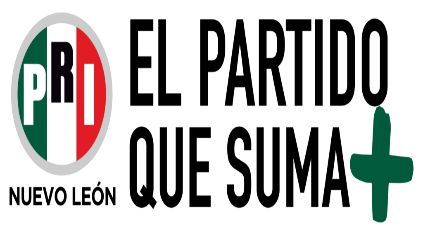 PRI
NUEVO LEÓN
EL PARTIDO
QUE SUMA+